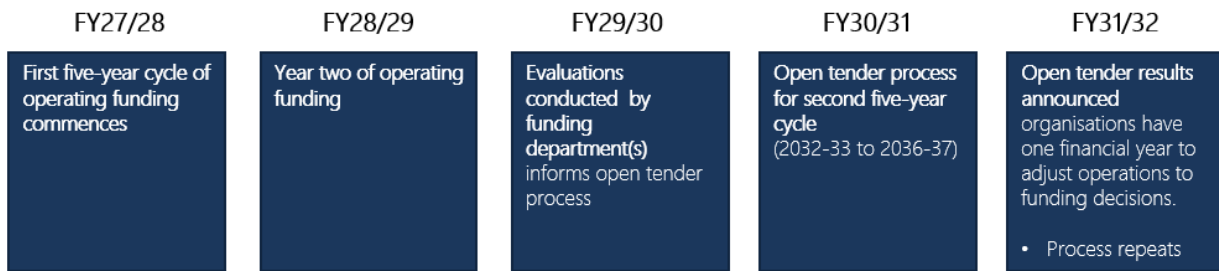 FY27/28
First five-year cycle of
operating funding
commences
FY28/29
Year two of operating
funding
FY29/30
Evaluations
conducted by
funding
department(s)
informs open tender
process
FY30/31
Open tender process
for second five-year
cycle
(2032-33 to 2036-37)
FY31/32
Open tender results
announced
organisations have
one financial year to
adjust operations to
funding decisions.
• Process repeats